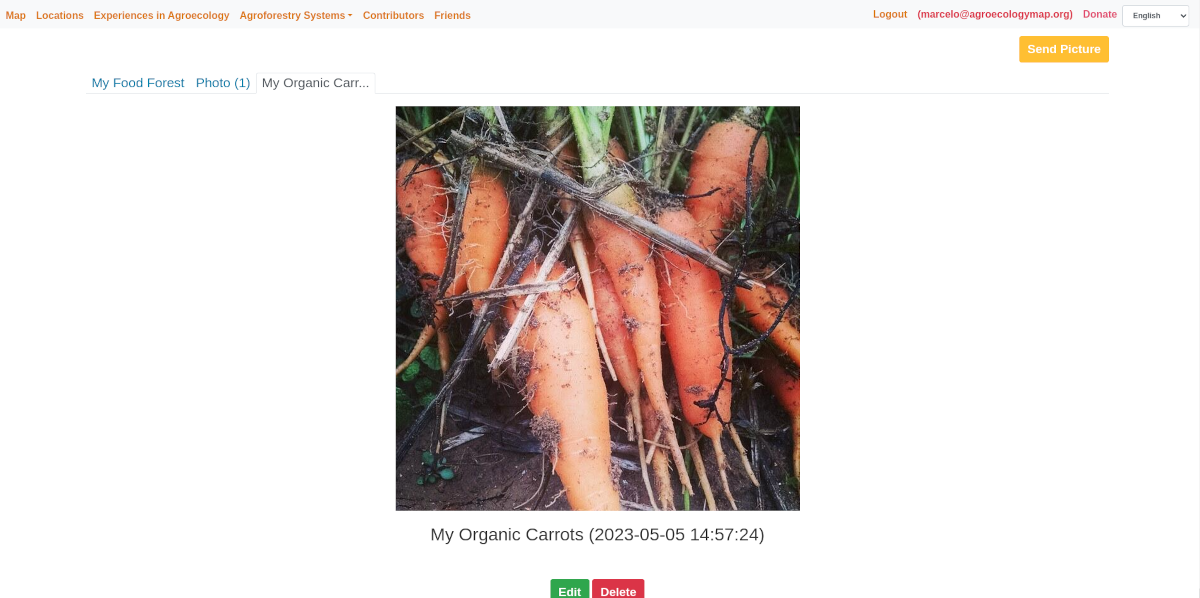 Map Locations Experiences in Agroecology Agroforestry Systems Contributors Friends Logout (marcelo@agroecologymap.org) Donate English
Send Picture
My Food Forest Photo (1) My Organic Carr...
My Organic Carrots (2023-05-05 14:57:24)
Edit Delete